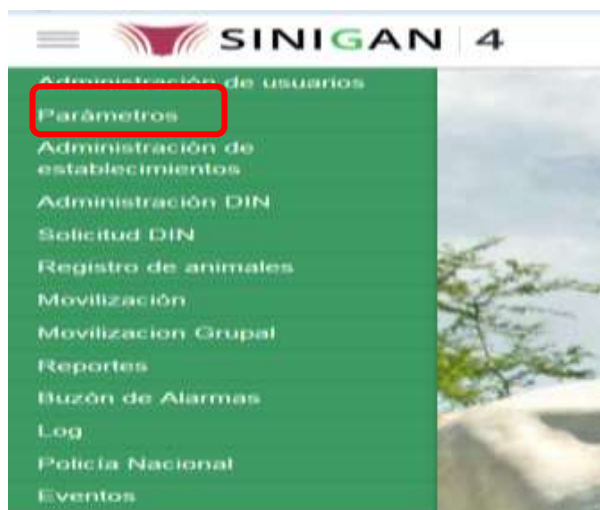 SINIGAN 4
Administración de usuarios
Parámetros
Administración de
establecimientos
Administración DIN
Solicitud DIN
Registro de animales
Movilización
Movilizacion Grupal
Reportes
Buzón de Alarmas
Log
Policía Nacional
Eventos